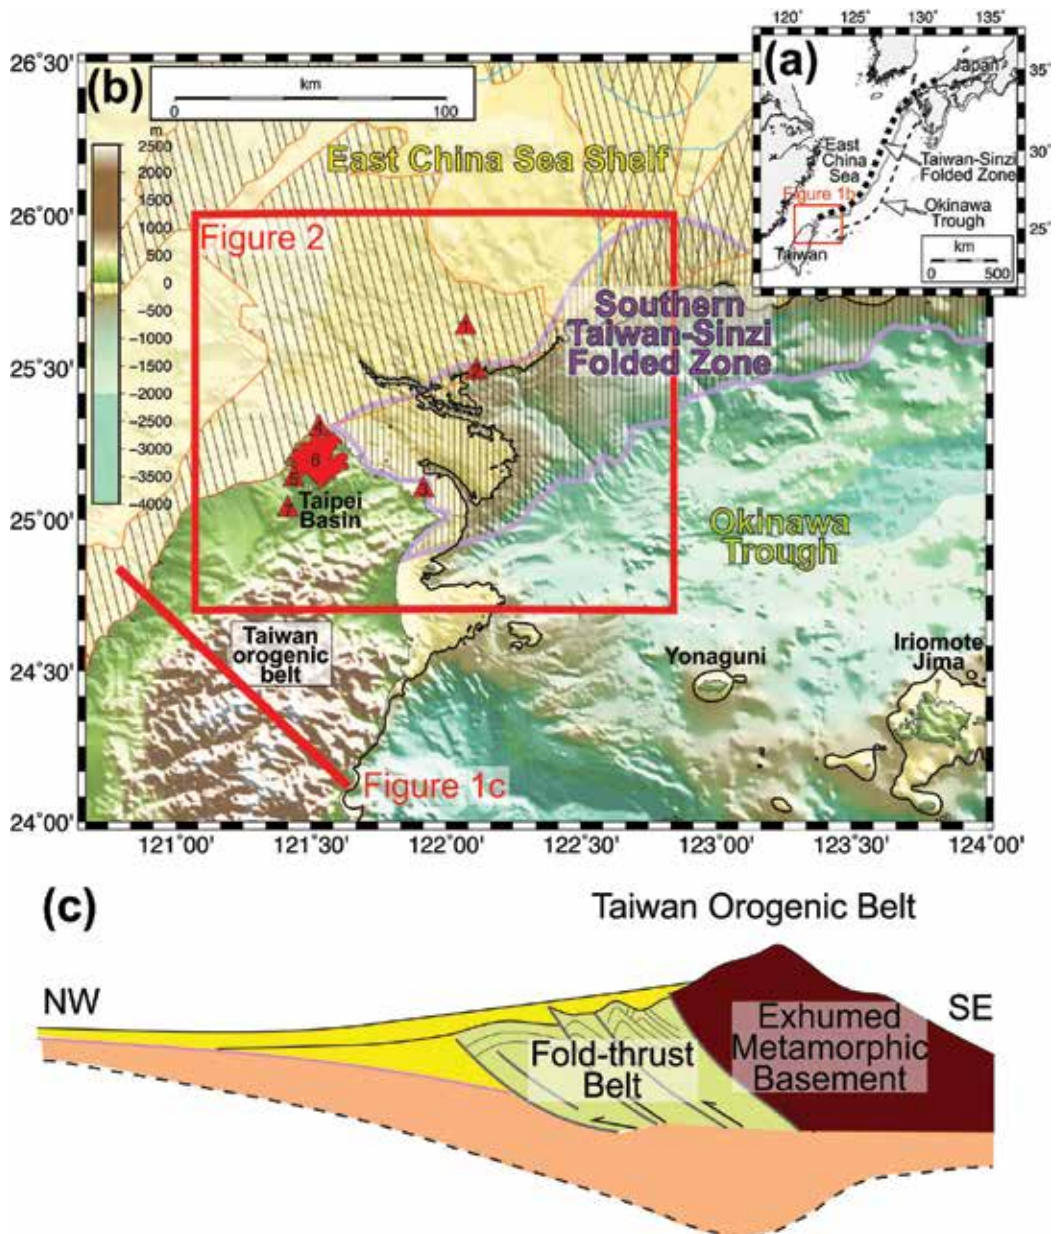 (a)
120°
125°
130°
135°
35°
30°
25°
Japan
East
China
Sea
Taiwan-Sinzi
Folded Zone
Figure 1b
Okinawa
Trough
Taiwan
km
0
500
(b)
km
0
100
m
2500
2000
1500
1000
500
0
−500
−1000
−1500
−2000
−2500
−3000
−3500
−4000
26°30'
26°00'
25°30'
25°00'
24°30'
24°00'
East China Sea Shelf
Figure 2
Southern
Taiwan-Sinzi
Folded Zone
1
6
3
Taipei
Basin
Okinawa
Trough
Taiwan
orogenic
belt
Yonaguni
Iriomote
Jima
Figure 1c
121°00'
121°30'
122°00'
122°30'
123°00'
123°30'
124°00'
(c)
Taiwan Orogenic Belt
NW
SE
Fold-thrust
Belt
Exhumed
Metamorphic
Basement